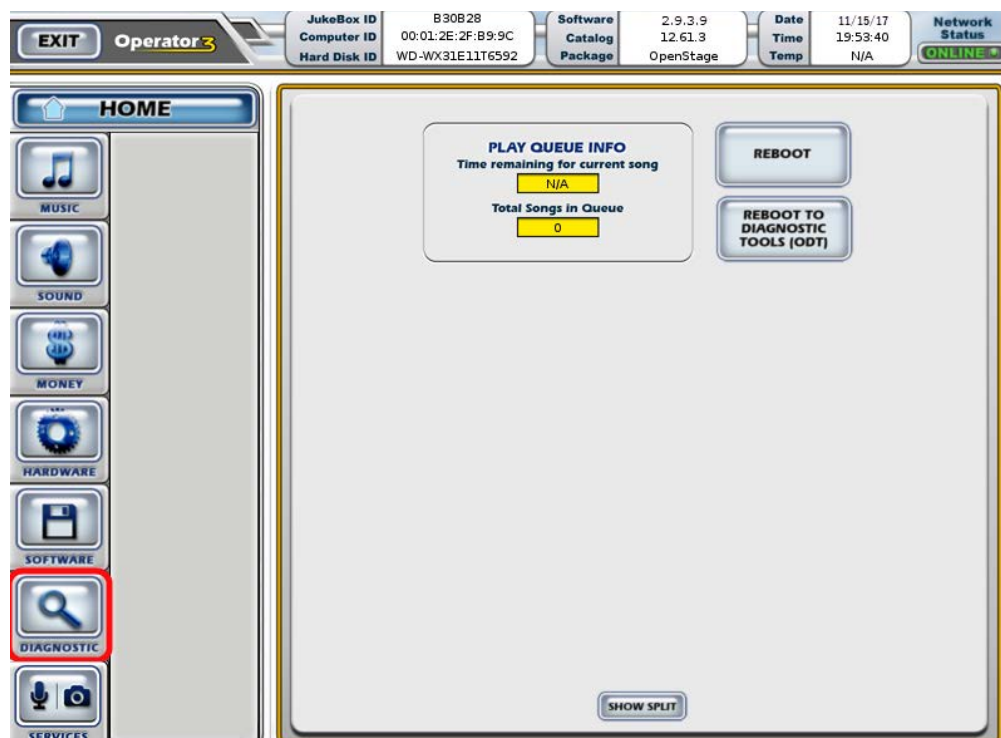 EXIT Operator 3
JukeBox ID B30B28
Computer ID 00:01:2E:2F:B9:9C
Hard Disk ID WD-WX31E11T6592
Software 2.9.3.9
Catalog 12.61.3
Package OpenStage
Date 11/15/17
Time 19:53:40
Temp N/A
Network
Status
ONLINE
HOME
MUSIC
SOUND
MONEY
HARDWARE
SOFTWARE
DIAGNOSTIC
SERVICES
PLAY QUEUE INFO
Time remaining for current song
N/A
Total Songs in Queue
0
REBOOT
REBOOT TO
DIAGNOSTIC
TOOLS (ODT)
SHOW SPLIT